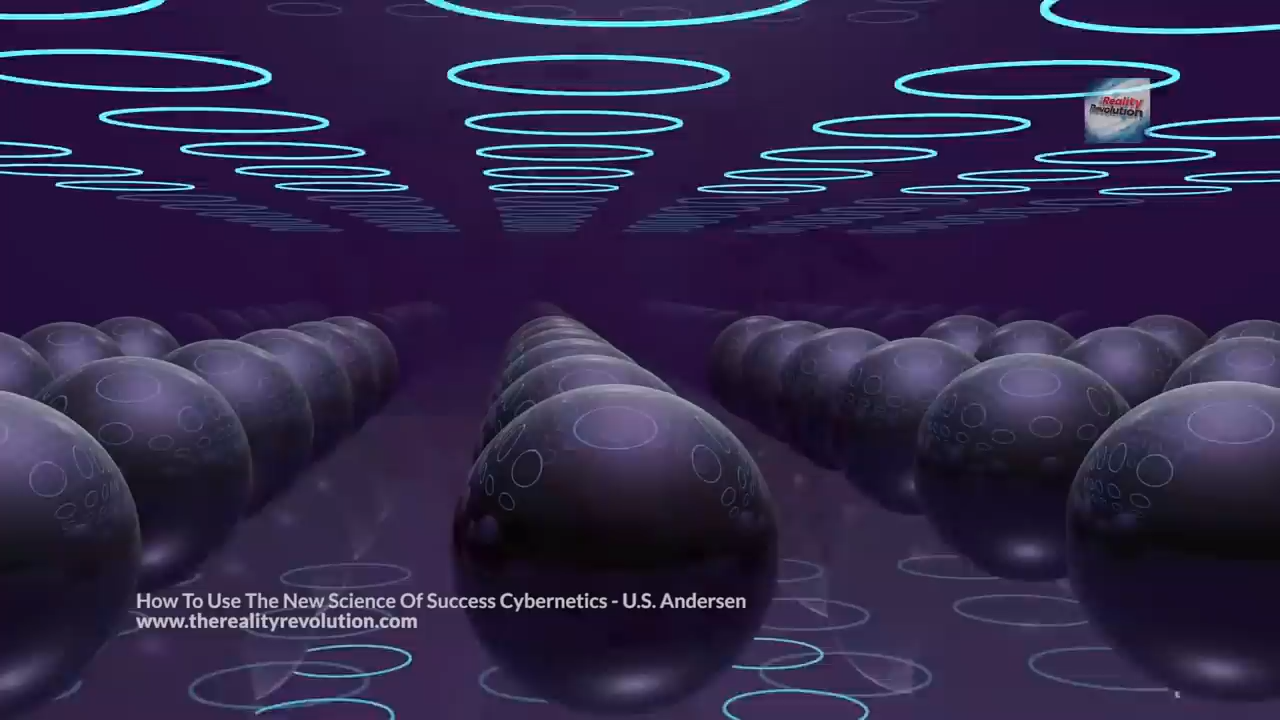 Reality
Revolution
How To Use The New Science Of Success Cybernetics - U.S. Andersen
www.therealityrevolution.com